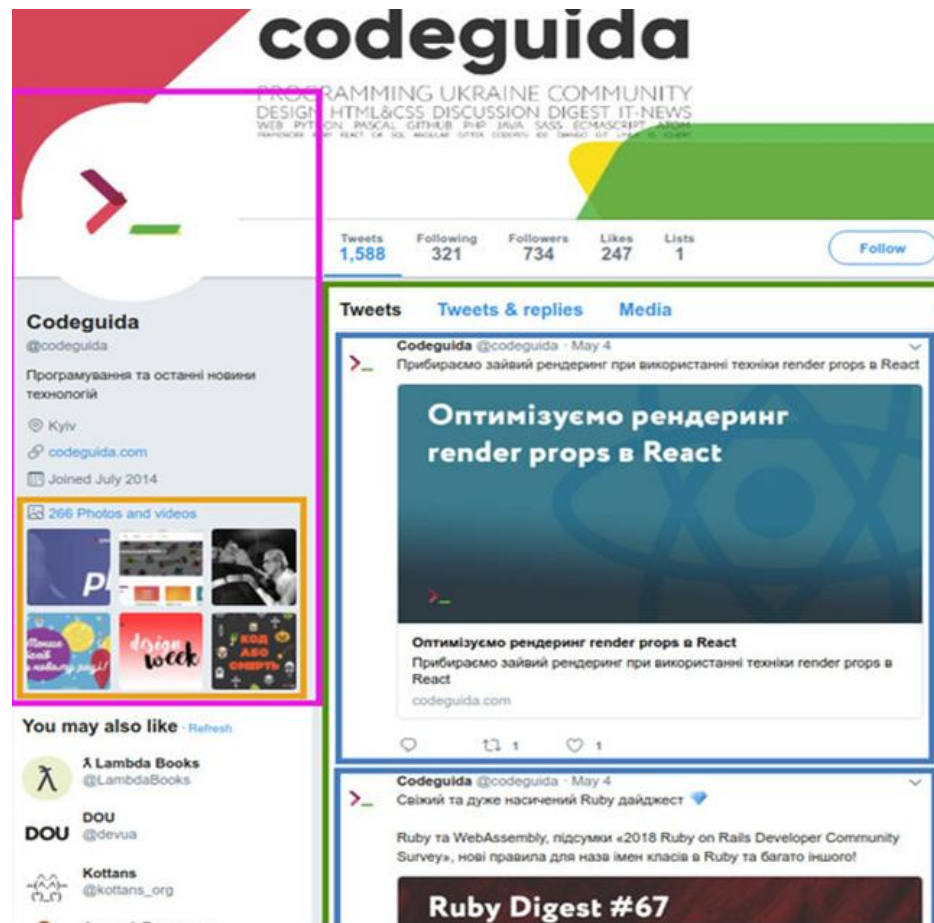 codeguida
PROGRAMMING UKRAINE COMMUNITY
DESIGN HTML&CSS DISCUSSION DIGEST IT-NEWS
WEB PYTHON PASCAL GITHUB PHP JAVA SASS ECMASCRIPT ATOM
Tweets Following Followers Likes Lists
1,588 321 734 247 1
Follow
Codeguida
@codeguida
Програмування та останні новини
технологій
Kyiv
codeguida.com
Joined July 2014
266 Photos and videos
design
week
КОД
АБО
СМЕРТЬ
You may also like · Refresh
Lambda Books
@LambdaBooks
DOU
DOU
@devua
Kottans
@kottans_org
Tweets Tweets & replies Media
Codeguida @codeguida · May 4
Прибираємо зайвий рендеринг при використанні техніки render props в React
Оптимізуємо рендеринг
render props в React
Оптимізуємо рендеринг render props в React
Прибираємо зайвий рендеринг при використанні техніки render props в
React
codeguida.com
1 1
Codeguida @codeguida · May 4
Свіжий та дуже насичений Ruby дайджест
Ruby та WebAssembly, підсумки «2018 Ruby on Rails Developer Community
Survey», нові правила для назв імен класів в Ruby та багато іншого!
Ruby Digest #67